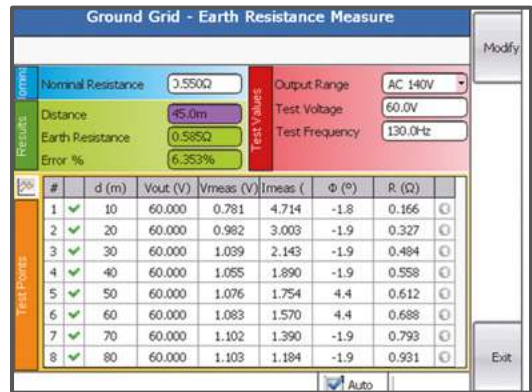 Ground Grid - Earth Resistance Measure
Modify
Nominal Resistance 0.550Ω
Output Range AC 140V
Results
Test Values
Distance 45.0m
Test Voltage 60.0V
Earth Resistance 0.585Ω
Test Frequency 130.0Hz
Error % 6.353%
# d (m) Vout (V) Vmeas (V) Imeas ( Φ (º) R (Ω)
Test Points
1 10 60.000 0.781 4.714 -1.8 0.166
2 20 60.000 0.982 3.003 -1.9 0.327
3 30 60.000 1.039 2.143 -1.9 0.484
4 40 60.000 1.055 1.890 -1.9 0.558
5 50 60.000 1.076 1.754 4.4 0.612
6 60 60.000 1.083 1.570 4.4 0.688
7 70 60.000 1.102 1.390 -1.9 0.793
8 80 60.000 1.103 1.184 -1.9 0.931
Exit
Auto